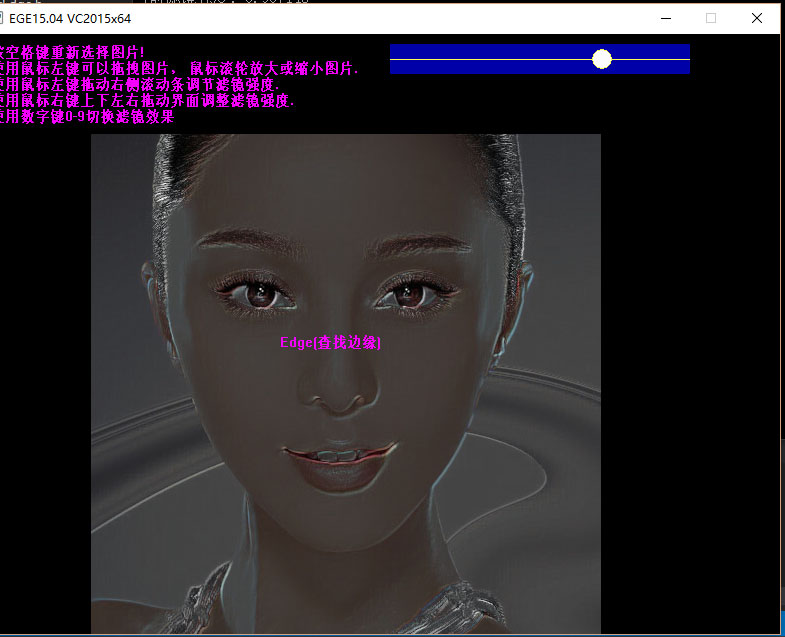 EGE15.04 VC2015x64
按空格键重新选择图片!
使用鼠标左键可以拖拽图片, 鼠标滚轮放大或缩小图片.
使用鼠标左键拖动右侧滚动条调节滤镜强度.
使用鼠标右键上下左右拖动界面调整滤镜强度.
使用数字键0-9切换滤镜效果
Edge(查找边缘)